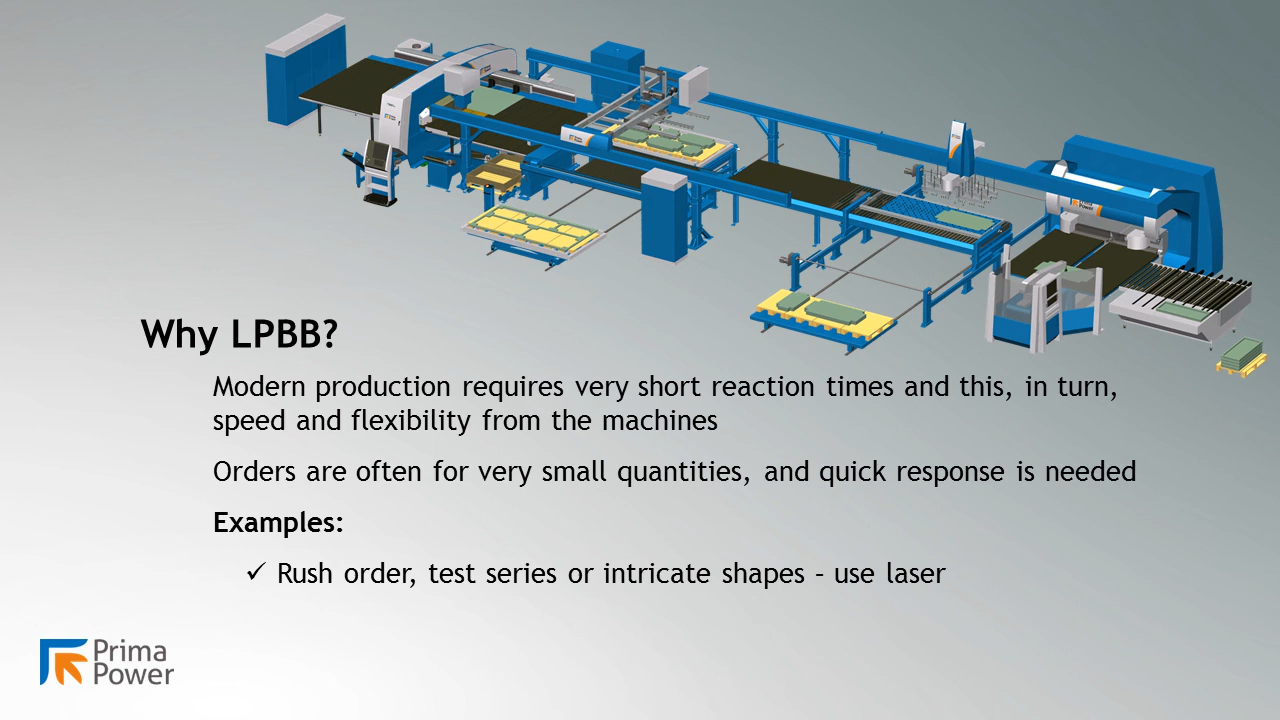 Prima
Power
Why LPBB?
Modern production requires very short reaction times and this, in turn,
speed and flexibility from the machines
Orders are often for very small quantities, and quick response is needed
Examples:
✓ Rush order, test series or intricate shapes – use laser
Prima
Power